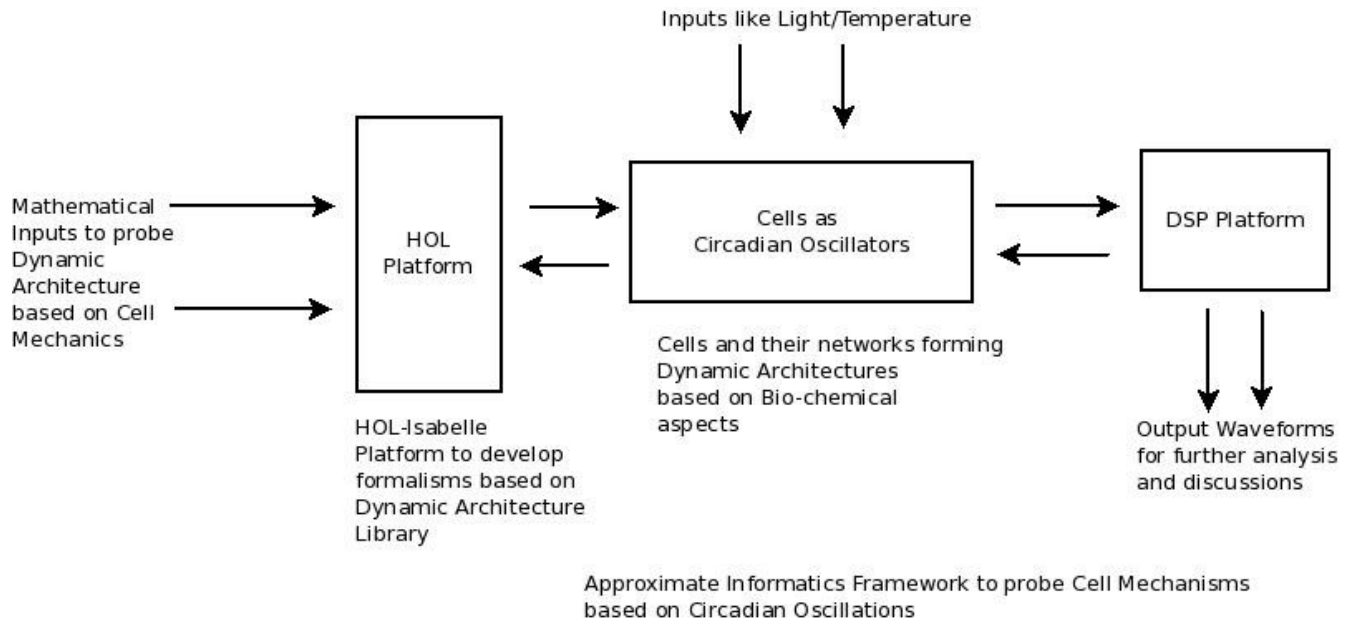 Inputs like Light/Temperature
Mathematical
Inputs to probe
Dynamic
Architecture
based on Cell
Mechanics
HOL
Platform
HOL-Isabelle
Platform to develop
formalisms based on
Dynamic Architecture
Library
Cells as
Circadian Oscillators
Cells and their networks forming
Dynamic Architectures
based on Bio-chemical
aspects
DSP Platform
Output Waveforms
for further analysis
and discussions
Approximate Informatics Framework to probe Cell Mechanisms
based on Circadian Oscillations